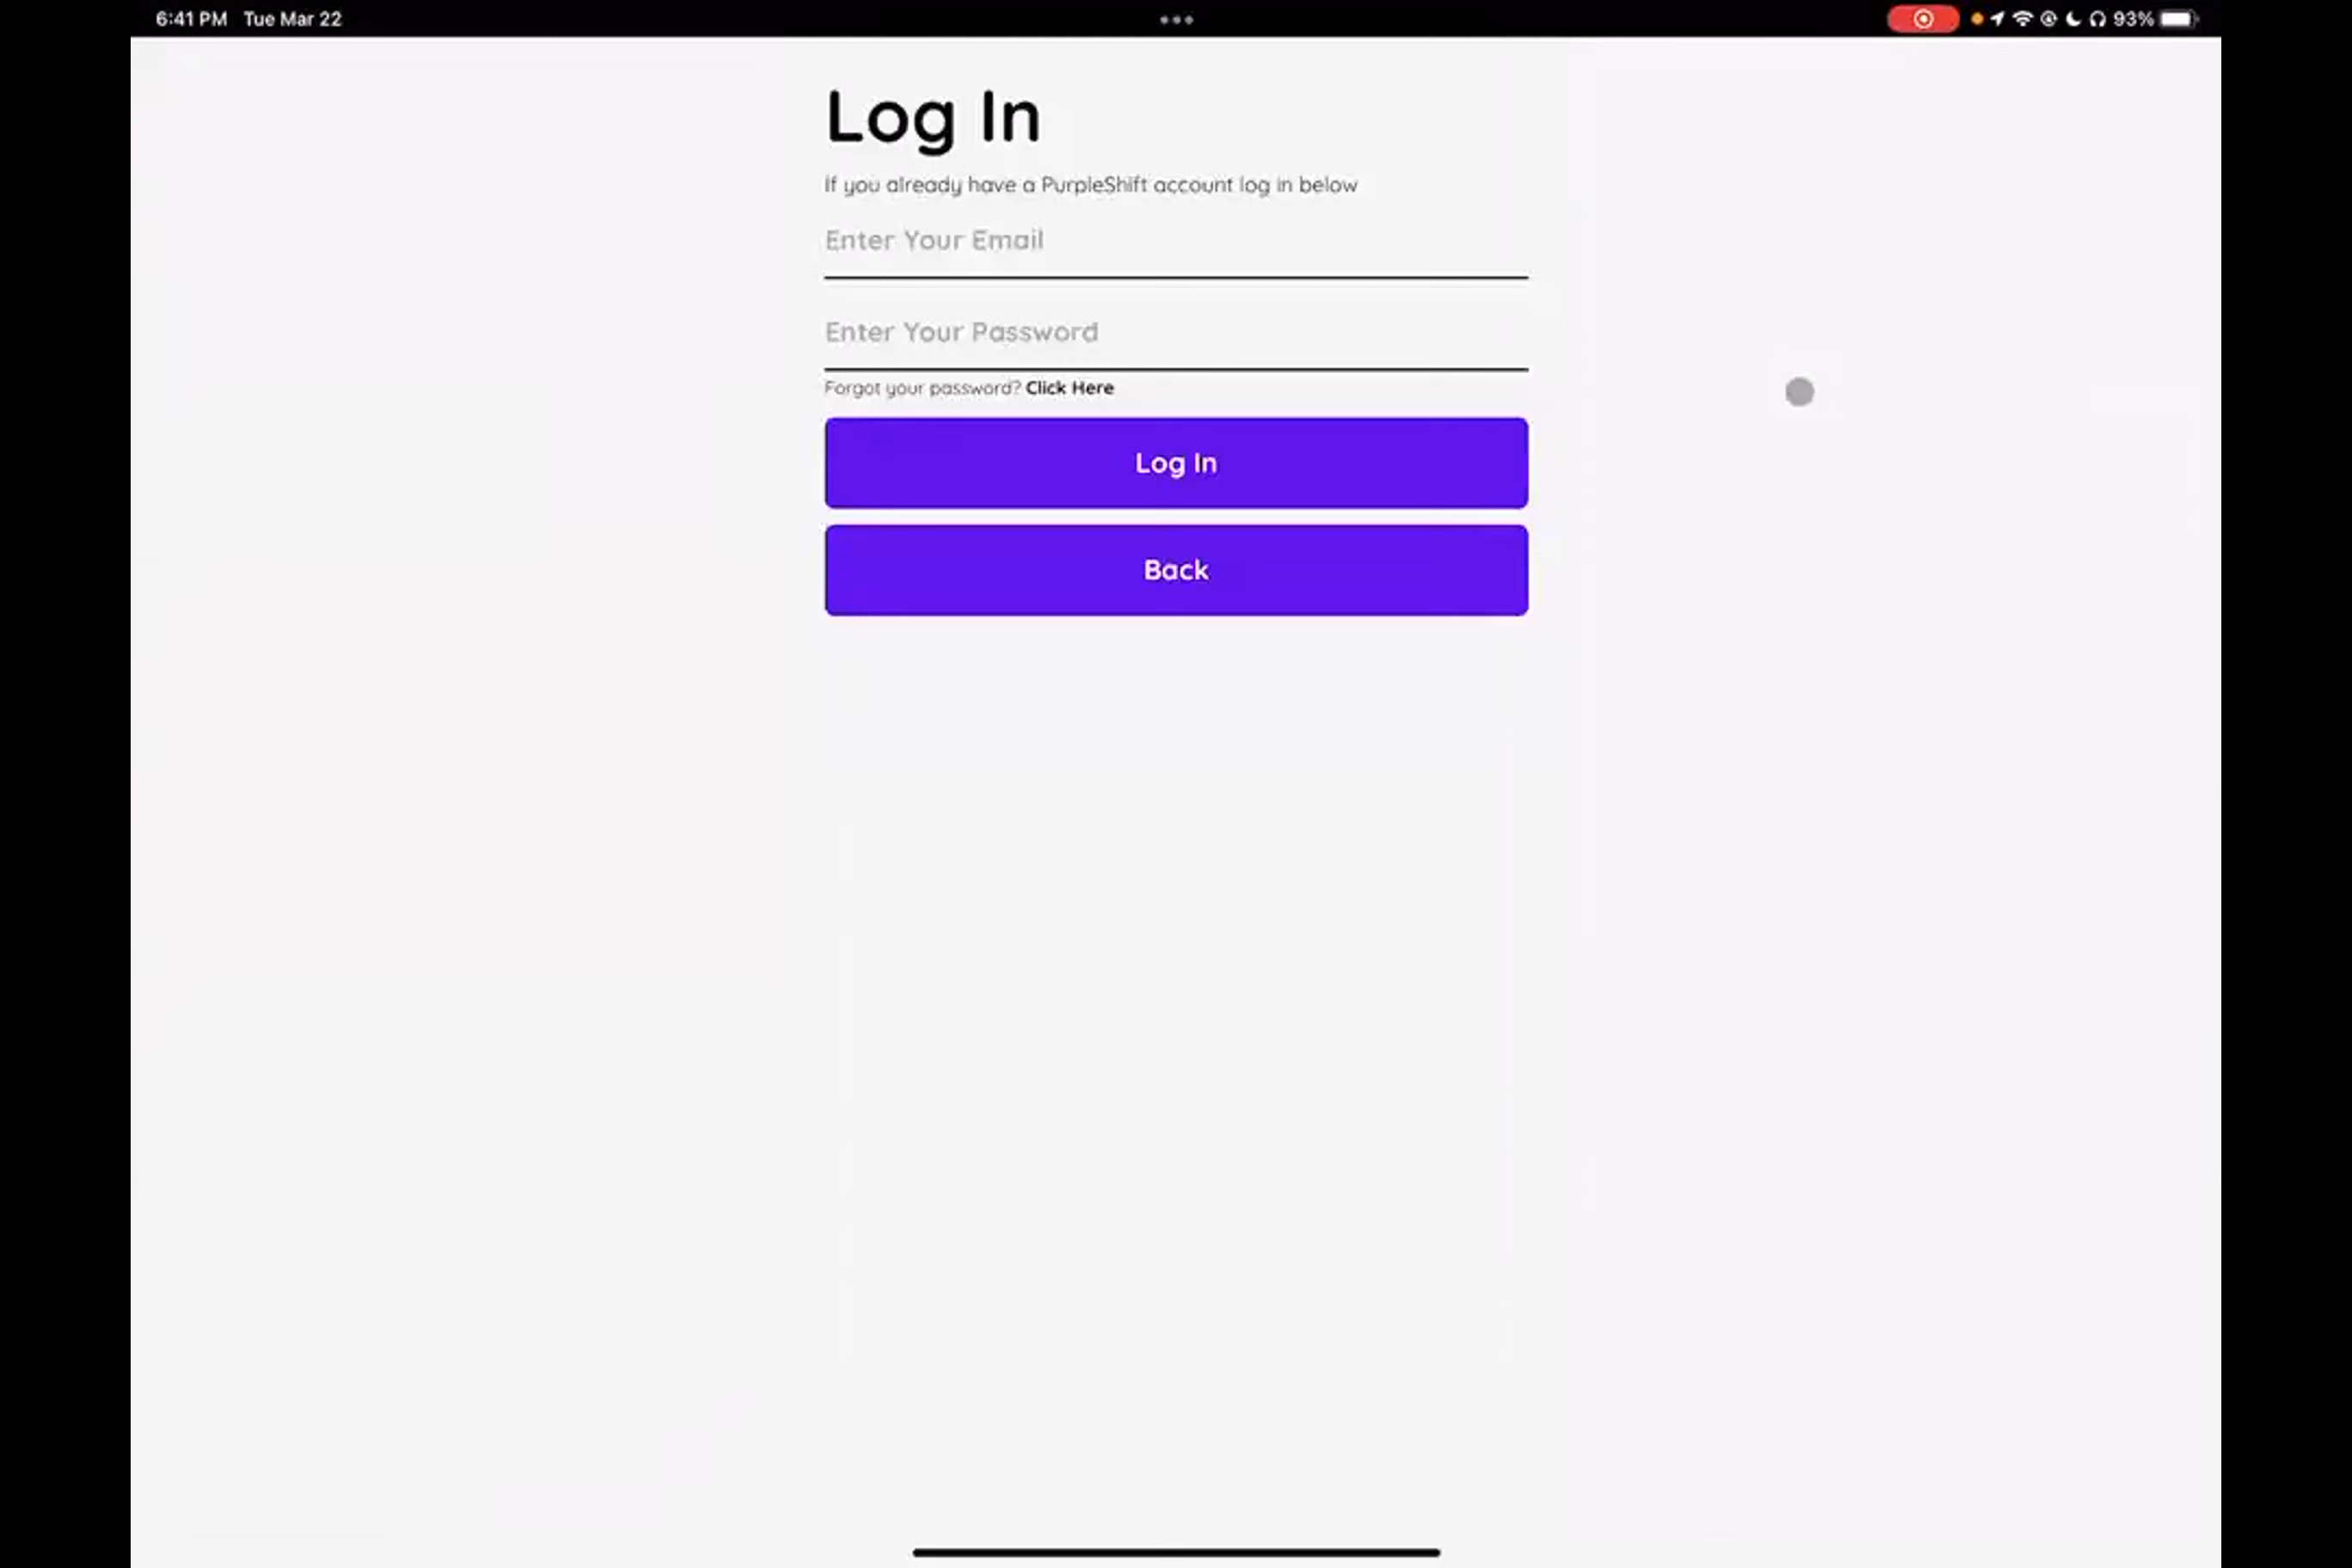 6:41 PM Tue Mar 22
93%
Log In
If you already have a PurpleShift account log in below
Enter Your Email
Enter Your Password
Forgot your password? Click Here
Log In
Back